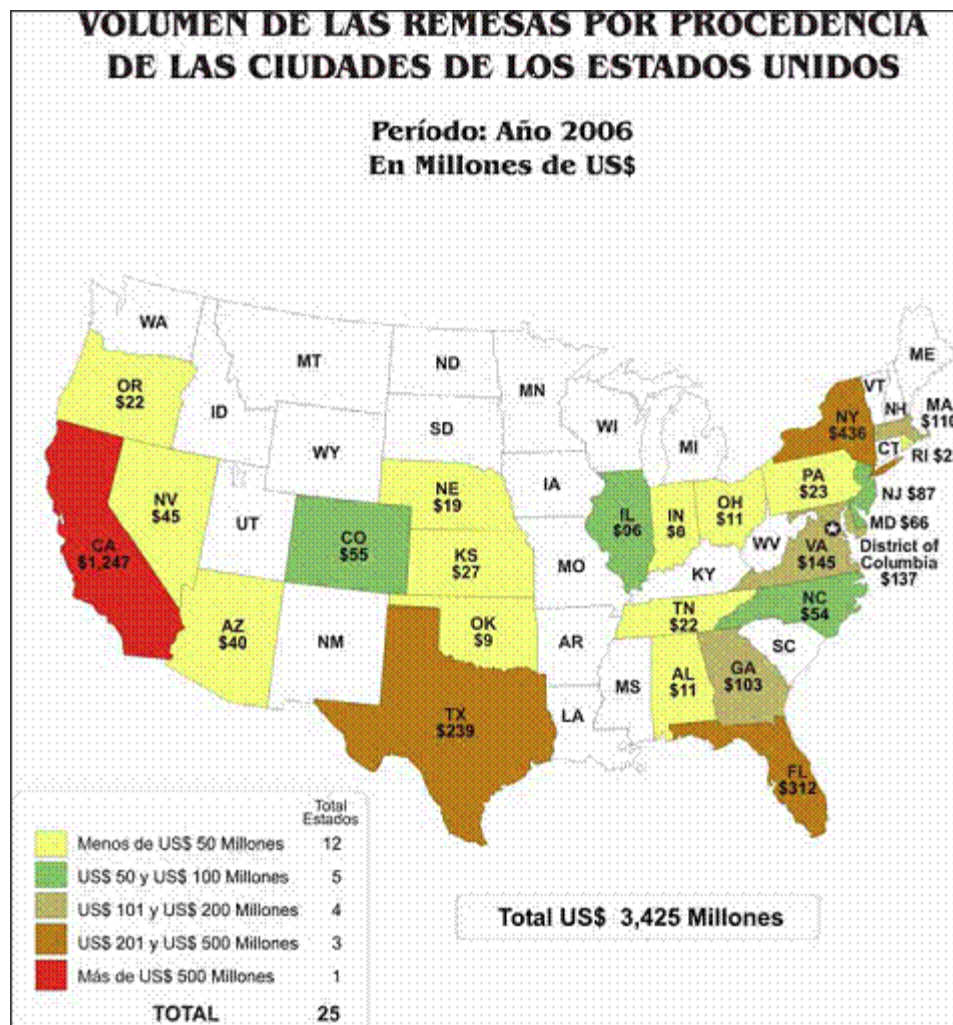 VOLUMEN DE LAS REMESAS POR PROCEDENCIA
DE LAS CIUDADES DE LOS ESTADOS UNIDOS
Período: Año 2006
En Millones de US$
WA
MT
ND
MN
ME
VT
NH
MA
$110
OR
$22
ID
SD
WI
MI
NY
$436
CT
RI $2
WY
IA
NE
$19
PA
$23
NJ $87
NV
$45
UT
CO
$55
IL
IN
OH
$11
MD $66
WV
VA
$145
District of
Columbia
$137
CA
$1,247
KS
$27
MO
KY
NC
$54
TN
$22
AZ
$40
NM
OK
$9
AR
SC
MS
AL
$11
GA
$103
LA
TX
$239
FL
$312
Total
Estados
Menos de US$ 50 Millones 12
US$ 50 y US$ 100 Millones 5
US$ 101 y US$ 200 Millones 4
US$ 201 y US$ 500 Millones 3
Más de US$ 500 Millones 1
TOTAL 25
Total US$ 3,425 Millones